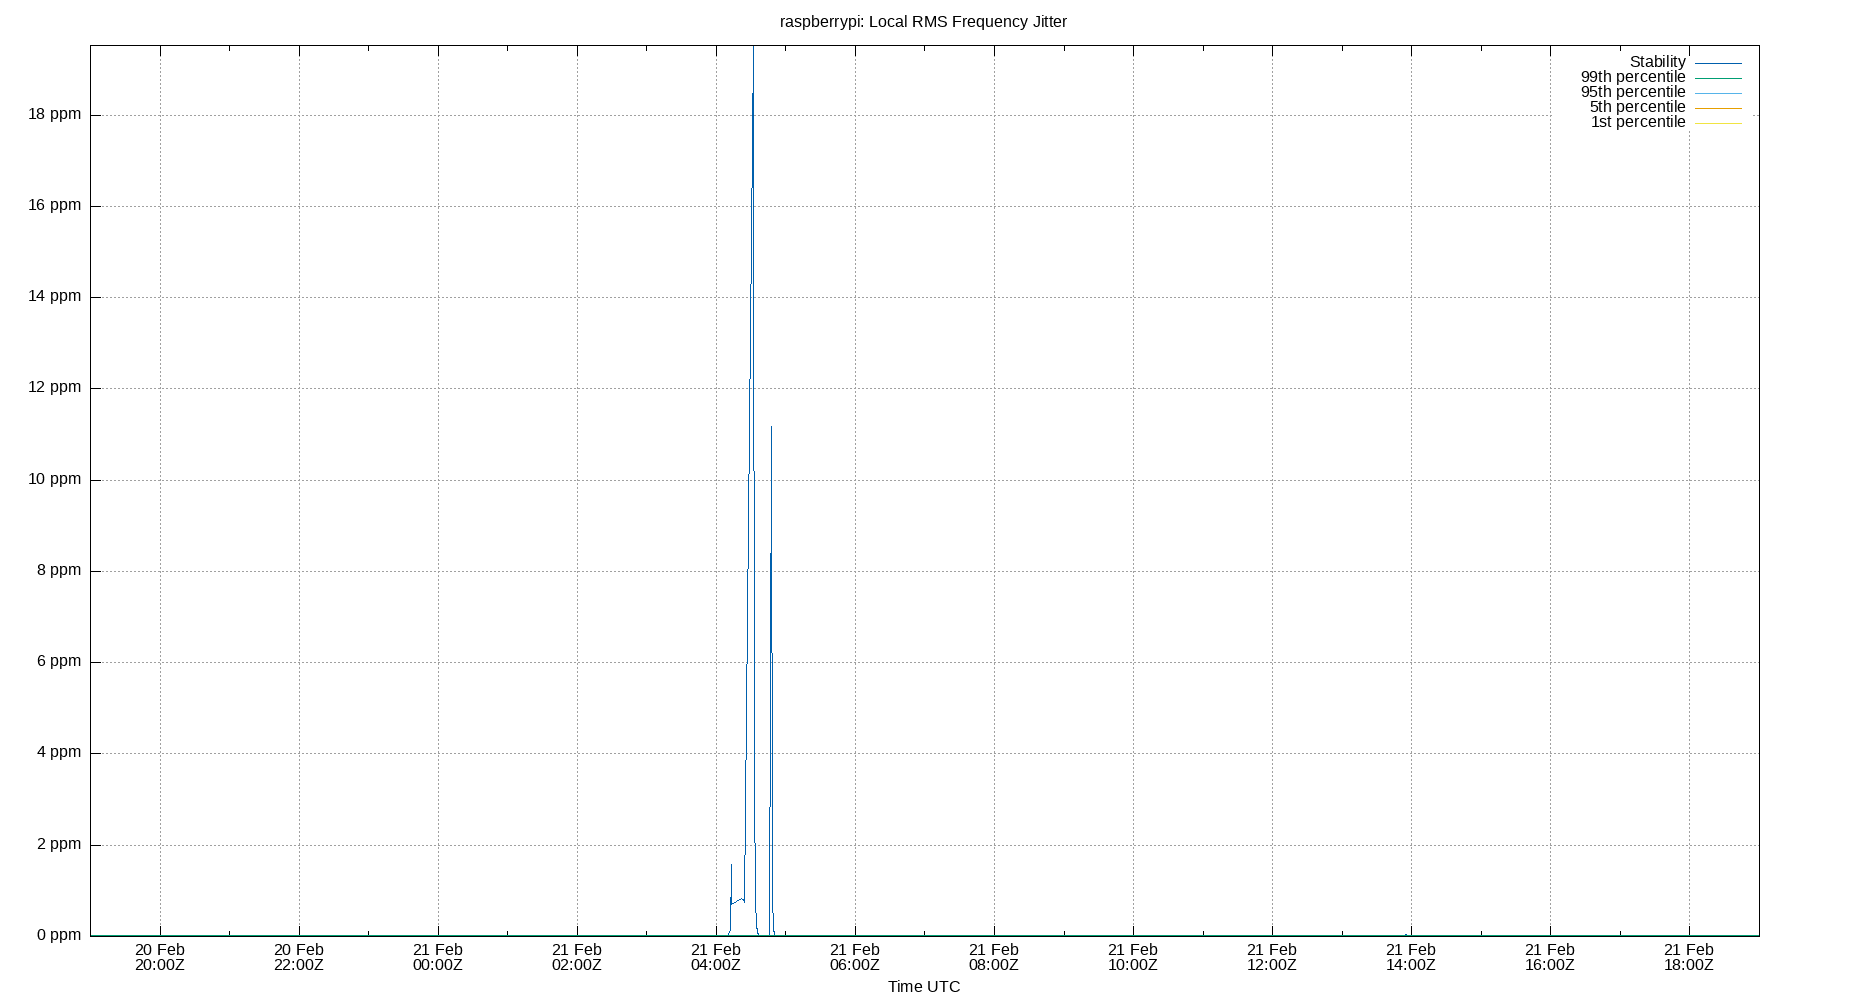 raspberrypi: Local RMS Frequency Jitter
Stability
99th percentile
95th percentile
5th percentile
1st percentile
18 ppm
16 ppm
14 ppm
12 ppm
10 ppm
8 ppm
6 ppm
4 ppm
2 ppm
0 ppm
20 Feb 20 Feb 21 Feb 21 Feb 21 Feb 21 Feb 21 Feb 21 Feb 21 Feb 21 Feb 21 Feb 21 Feb
20:00Z 22:00Z 00:00Z 02:00Z 04:00Z 06:00Z 08:00Z 10:00Z 12:00Z 14:00Z 16:00Z 18:00Z
Time UTC